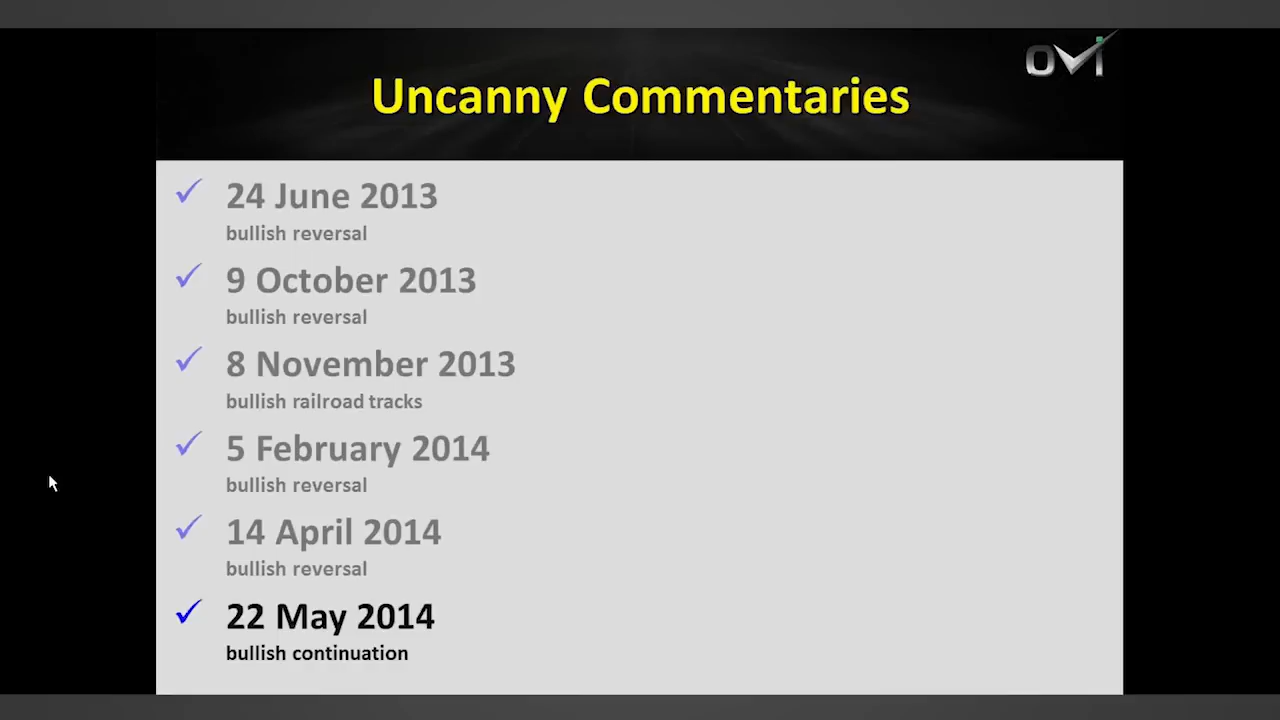 OVI
Uncanny Commentaries
24 June 2013
bullish reversal
9 October 2013
bullish reversal
8 November 2013
bullish railroad tracks
5 February 2014
bullish reversal
14 April 2014
bullish reversal
22 May 2014
bullish continuation